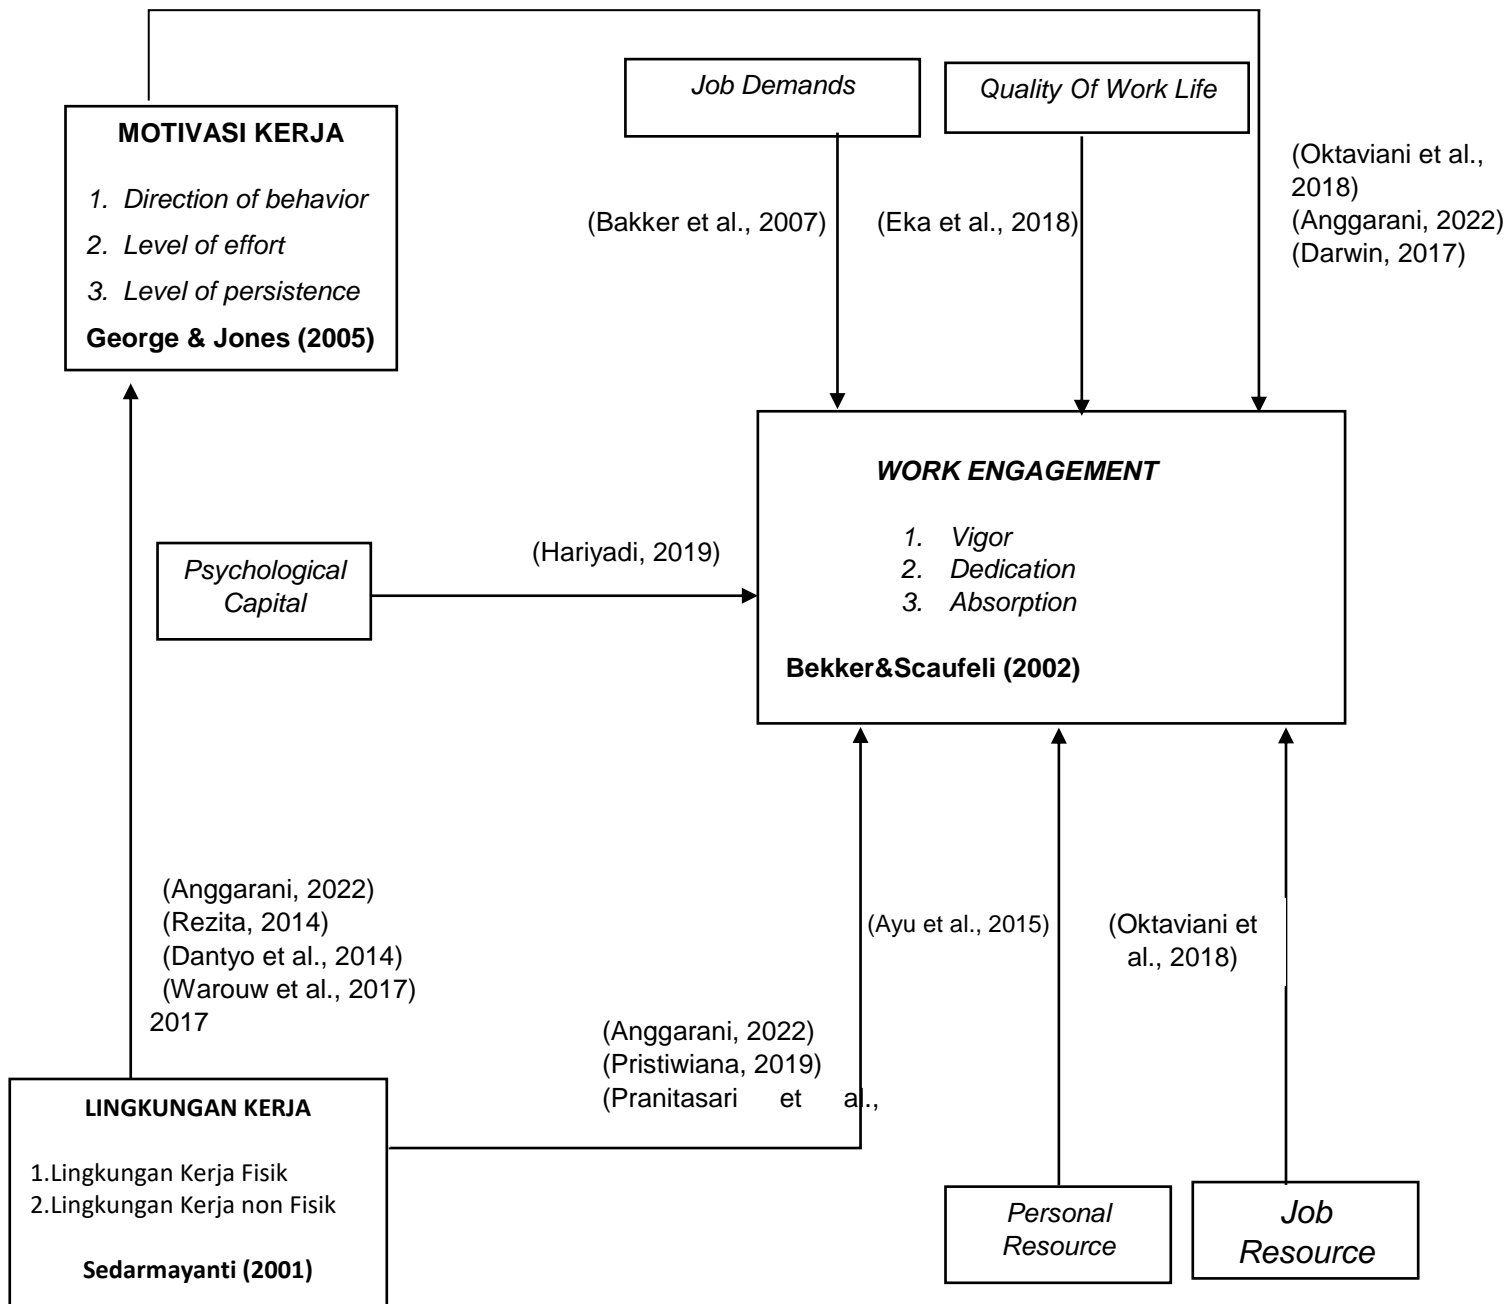 Job Demands
Quality Of Work Life
MOTIVASI KERJA
1. Direction of behavior
2. Level of effort
3. Level of persistence
George & Jones (2005)
(Bakker et al., 2007)
(Eka et al., 2018)
(Oktaviani et al.,
2018)
(Anggarani, 2022)
(Darwin, 2017)
WORK ENGAGEMENT
1. Vigor
2. Dedication
3. Absorption
Bekker&Scaufeli (2002)
(Hariyadi, 2019)
Psychological
Capital
(Anggarani, 2022)
(Rezita, 2014)
(Dantyo et al., 2014)
(Warouw et al., 2017)
2017
(Ayu et al., 2015)
(Oktaviani et
al., 2018)
(Anggarani, 2022)
(Pristiwiana, 2019)
(Pranitasari et al.,
LINGKUNGAN KERJA
1.Lingkungan Kerja Fisik
2.Lingkungan Kerja non Fisik
Sedarmayanti (2001)
Personal
Resource
Job
Resource